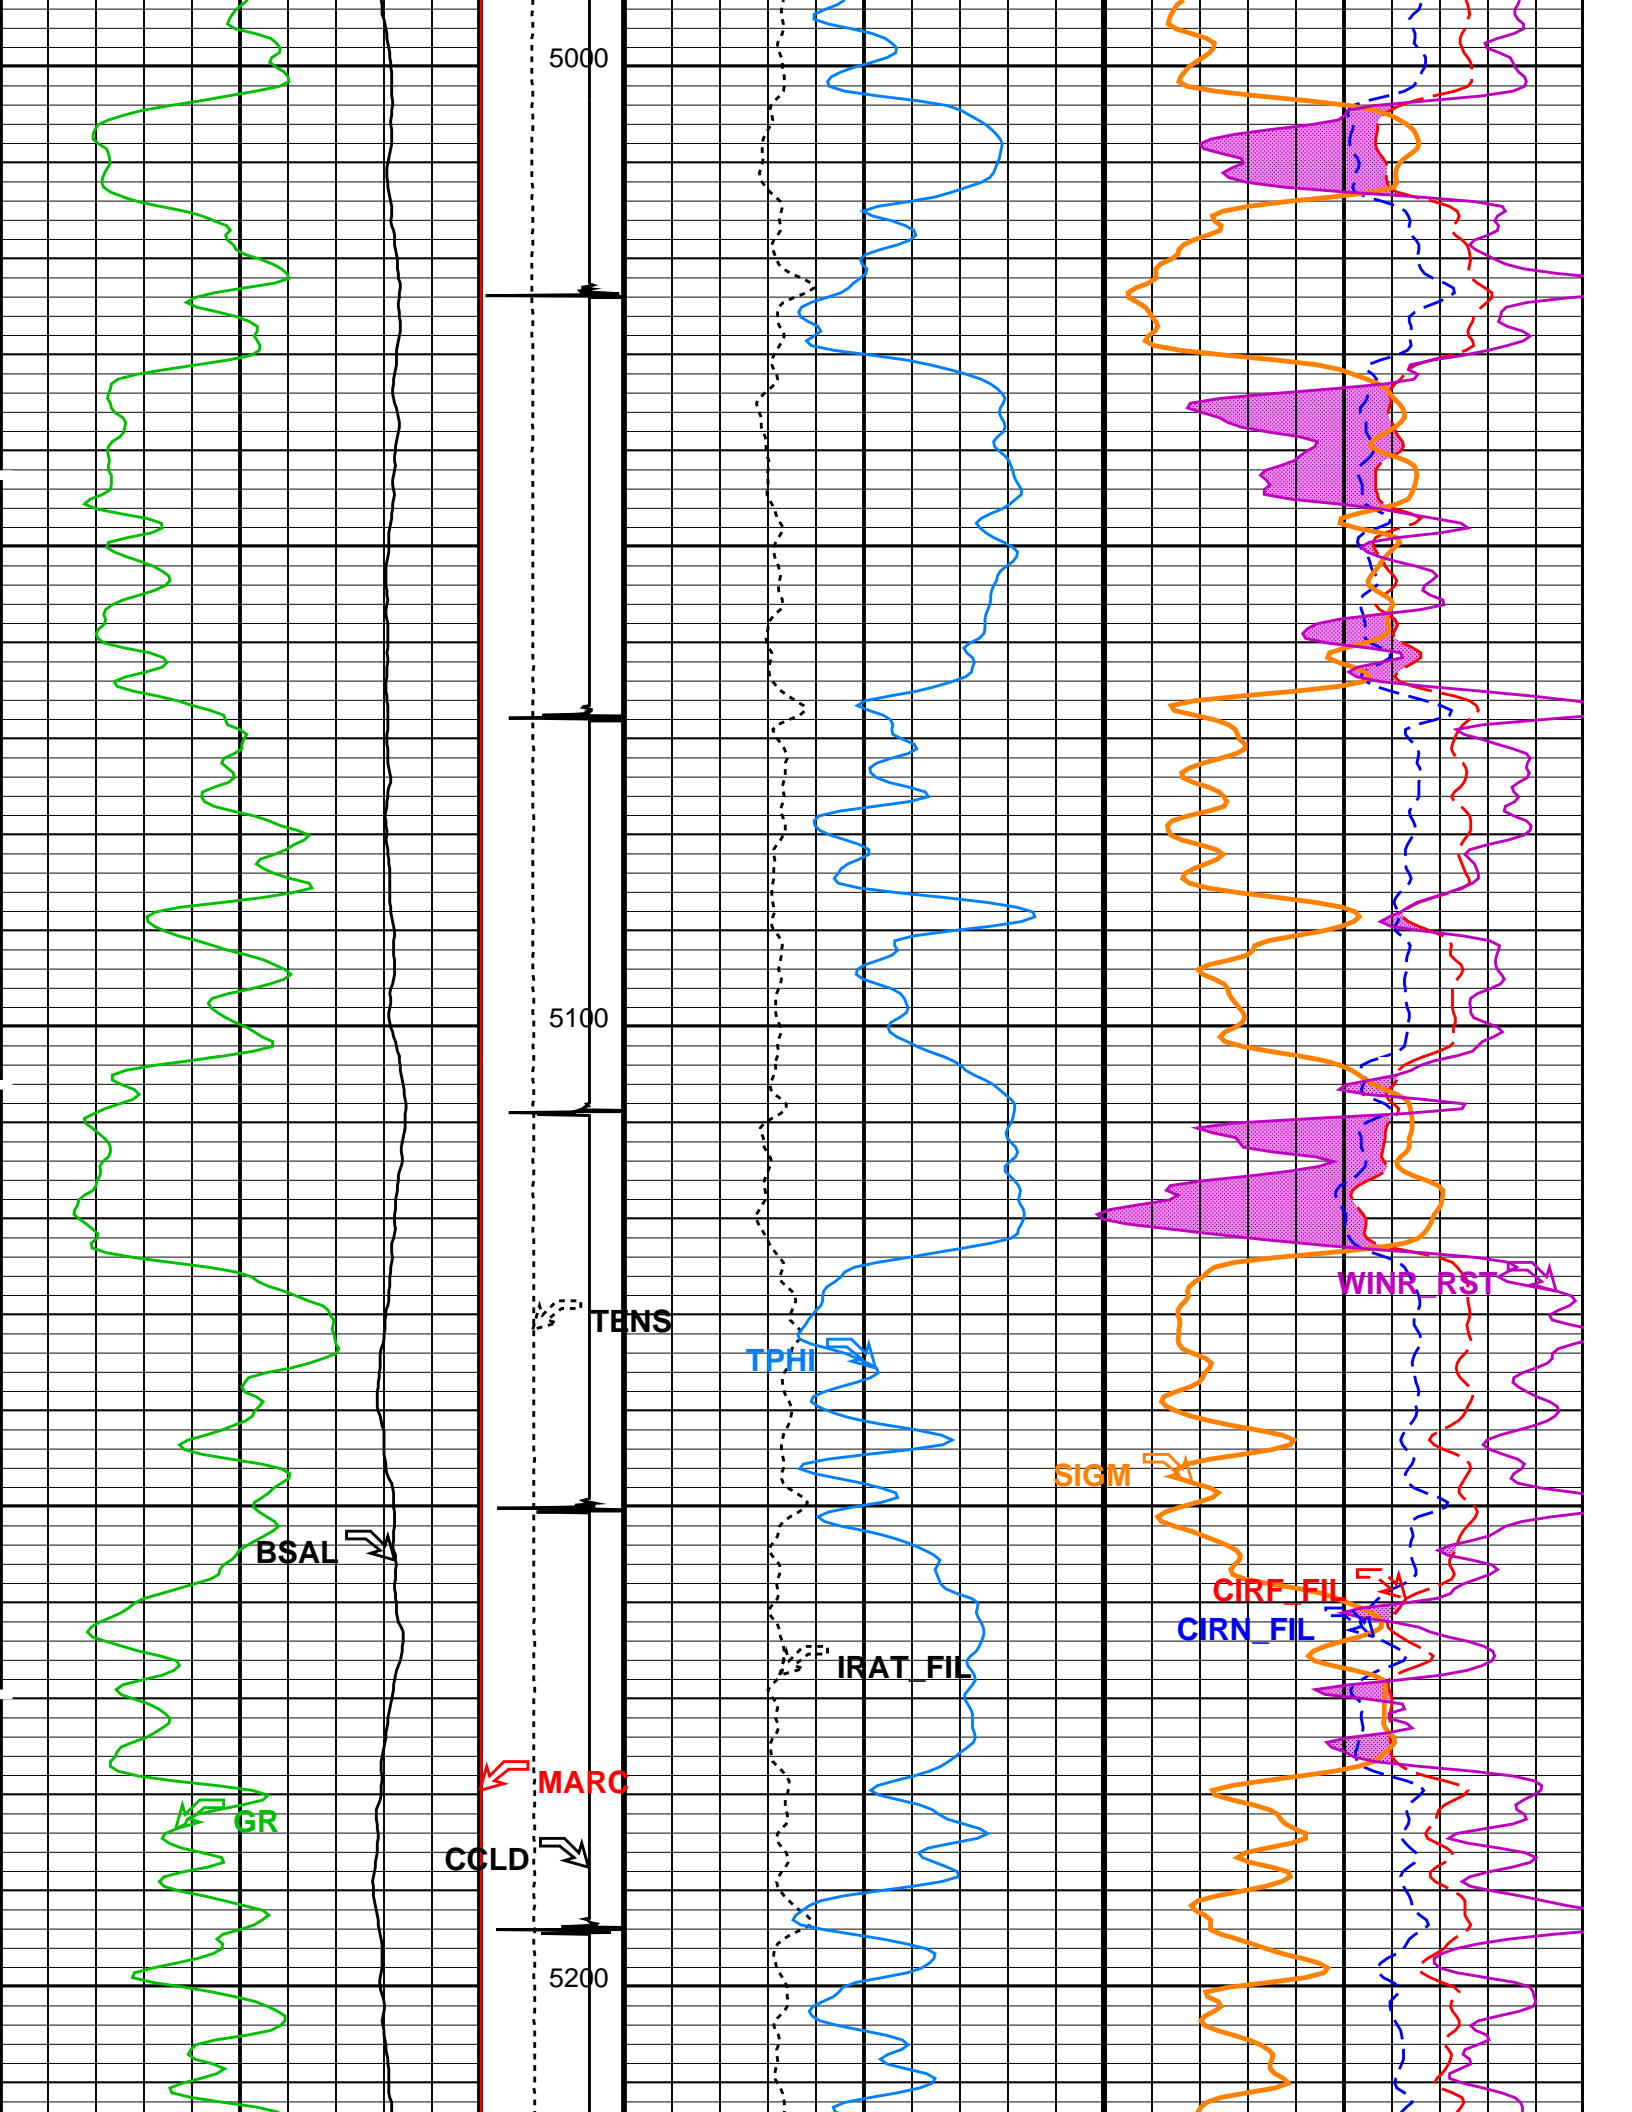 5000
5100
WINR_RST
TENS
TPHI
SIGM
BSAL
CIRF_FIL
CIRN_FIL
IRAT_FIL
MARC
GR
CCLD
5200